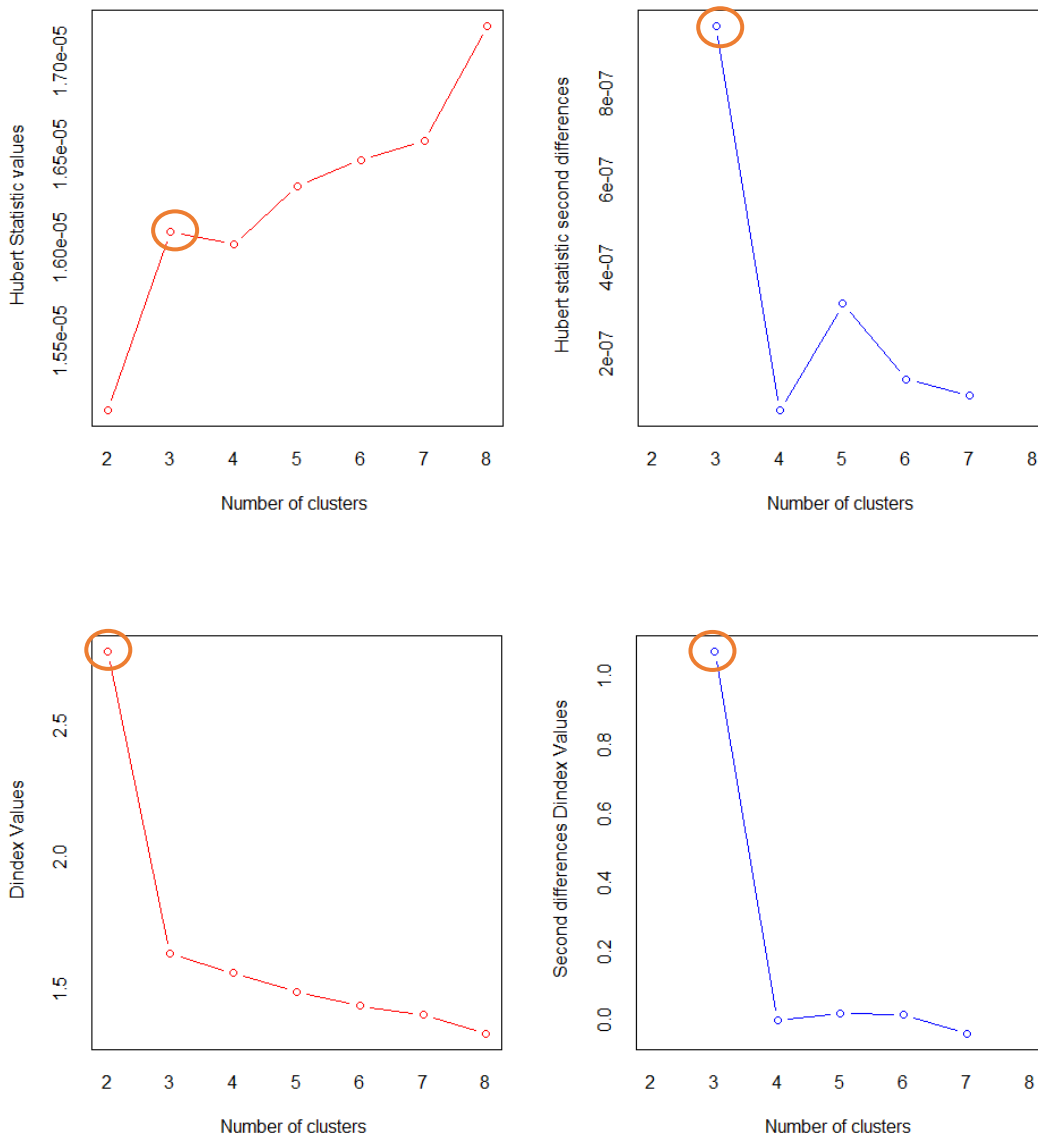 Hubert Statistic values
1.55e-05 1.60e-05 1.65e-05 1.70e-05
2 3 4 5 6 7 8
Number of clusters
Hubert statistic second differences
2e-07 4e-07 6e-07 8e-07
2 3 4 5 6 7 8
Number of clusters
Dindex Values
1.5 2.0 2.5
2 3 4 5 6 7 8
Number of clusters
Second differences Dindex Values
0.0 0.2 0.4 0.6 0.8 1.0
2 3 4 5 6 7 8
Number of clusters